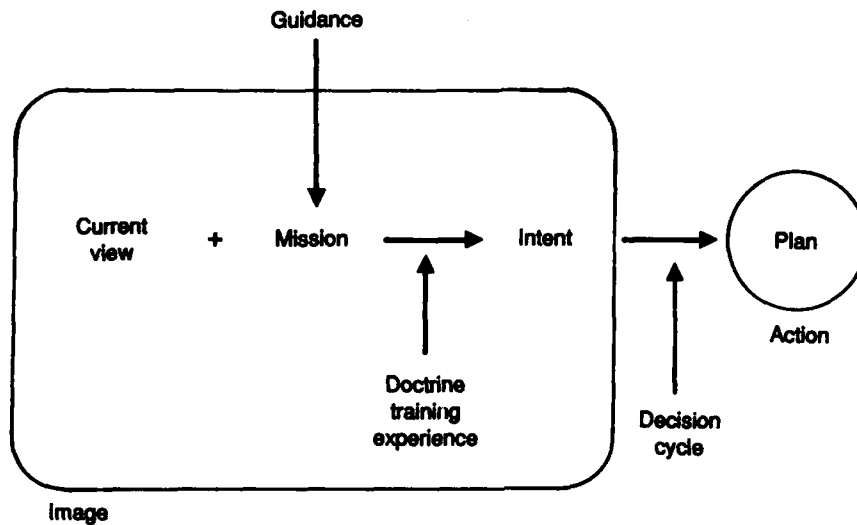 Guidance
Current
view
+
Mission
Intent
Plan
Action
Doctrine
training
experience
Decision
cycle
Image